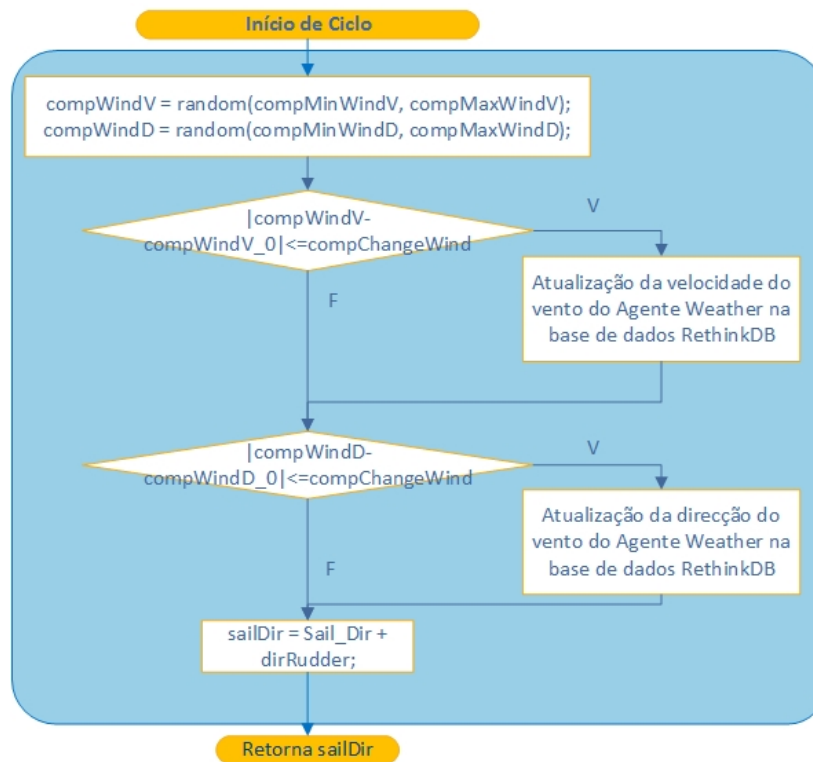 Início de Ciclo
compWindV = random(compMinWindV, compMaxWindV);
compWindD = random(compMinWindD, compMaxWindD);
|compWindV-
compWindV_0|<=compChangeWind
V
F
Atualização da velocidade do
vento do Agente Weather na
base de dados RethinkDB
|compWindD-
compWindD_0|<=compChangeWind
V
F
Atualização da direcção do
vento do Agente Weather na
base de dados RethinkDB
sailDir = Sail_Dir +
dirRudder;
Retorna sailDir